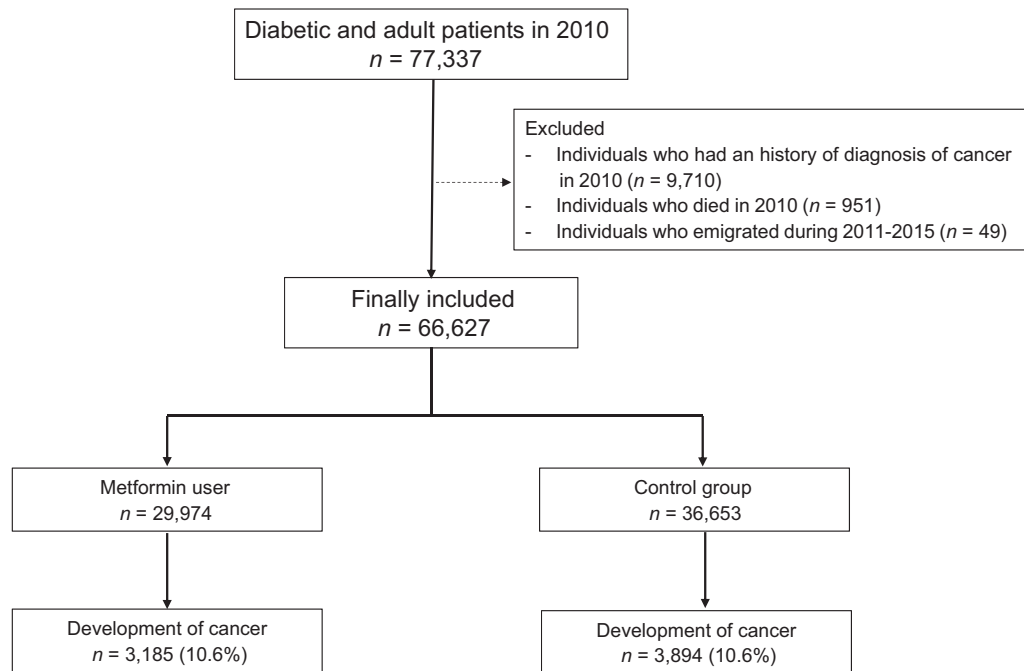 Diabetic and adult patients in 2010
n = 77,337
Excluded
- Individuals who had an history of diagnosis of cancer
in 2010 (n = 9,710)
- Individuals who died in 2010 (n = 951)
- Individuals who emigrated during 2011-2015 (n = 49)
Finally included
n = 66,627
Metformin user
n = 29,974
Control group
n = 36,653
Development of cancer
n = 3,185 (10.6%)
Development of cancer
n = 3,894 (10.6%)